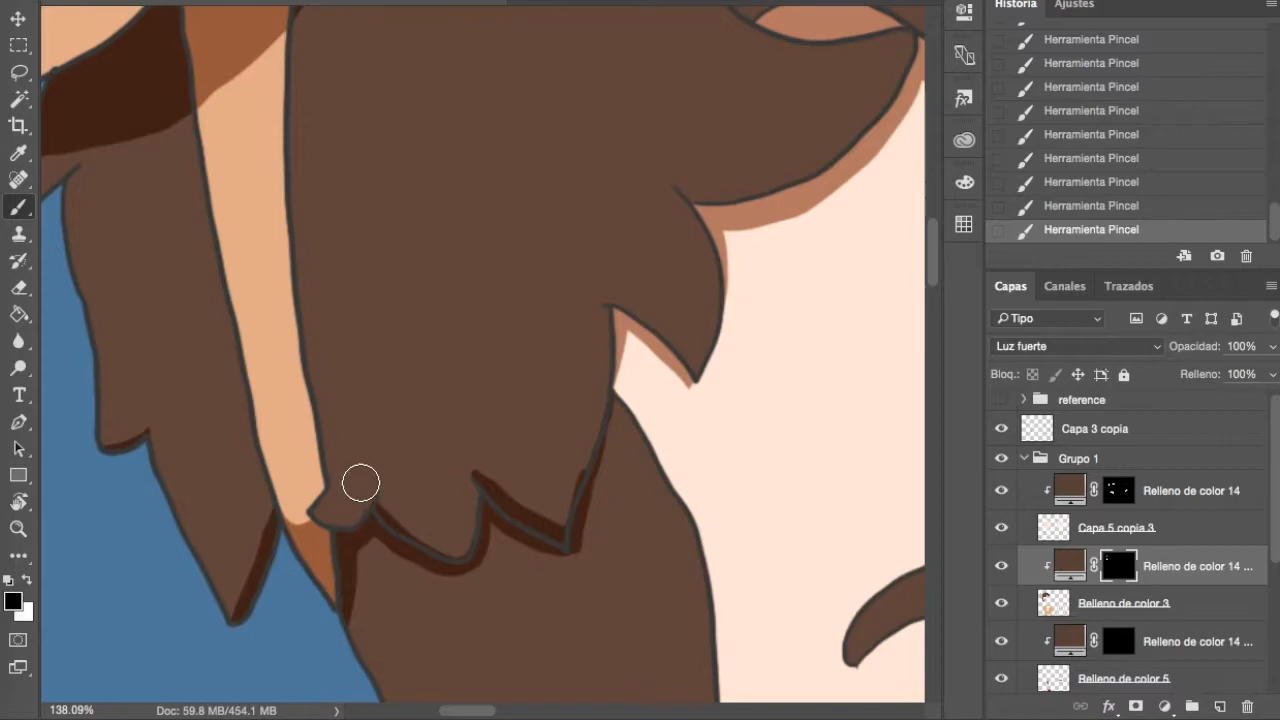 Historia Ajustes
Herramienta Pincel
Herramienta Pincel
Herramienta Pincel
Herramienta Pincel
Herramienta Pincel
Herramienta Pincel
Herramienta Pincel
Herramienta Pincel
Herramienta Pincel
Capas Canales Trazados
Tipo
Luz fuerte Opacidad: 100%
Bloq.: Relleno: 100%
reference
Capa 3 copia
Grupo 1
Relleno de color 14
Capa 5 copia 3
Relleno de color 14 ...
Relleno de color 3
Relleno de color 14 ...
Relleno de color 5
138.09% Doc: 59.8 MB/454.1 MB